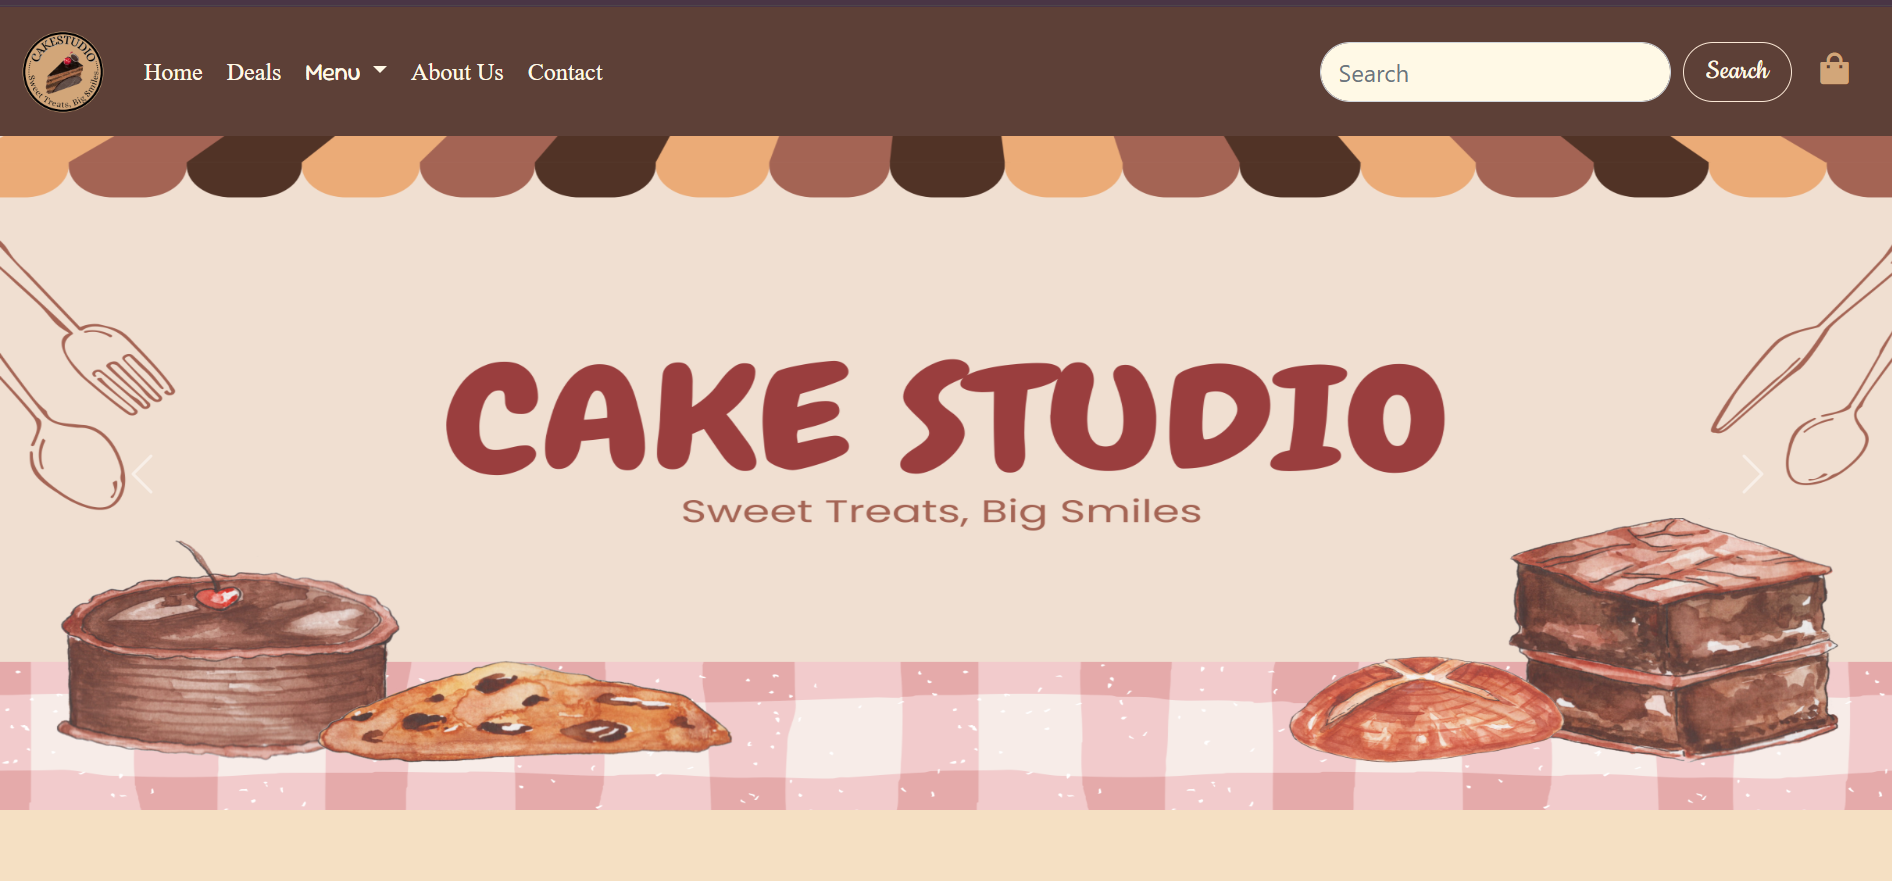 CAKESTUDIO
Sweet Treats, Big Smiles
Home Deals Menu About Us Contact
Search
Search
CAKE STUDIO
Sweet Treats, Big Smiles